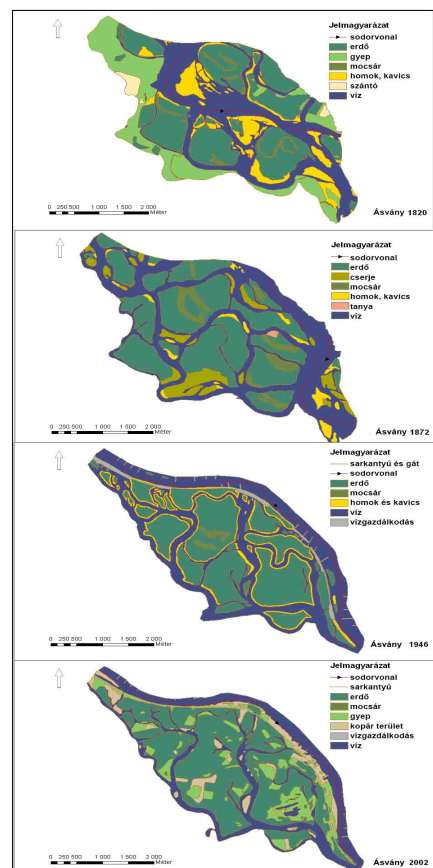 Jelmagyarázat
sodorvonal
erdő
gyep
mocsár
homok, kavics
szántó
víz
0 250 500 1 000 1 500 2 000
Méter
Ásvány 1820
Jelmagyarázat
sodorvonal
erdő
cserje
mocsár
homok, kavics
tanya
víz
0 250 500 1 000 1 500 2 000
Méter
Ásvány 1872
Jelmagyarázat
sarkantyú és gát
sodorvonal
erdő
mocsár
homok és kavics
víz
vízgazdálkodás
0 250 500 1 000 1 500 2 000
Méter
Ásvány 1946
Jelmagyarázat
sodorvonal
sarkantyú
erdő
mocsár
gyep
kopár terület
vízgazdálkodás
víz
0 250 500 1 000 1 500 2 000
Méter
Ásvány 2002